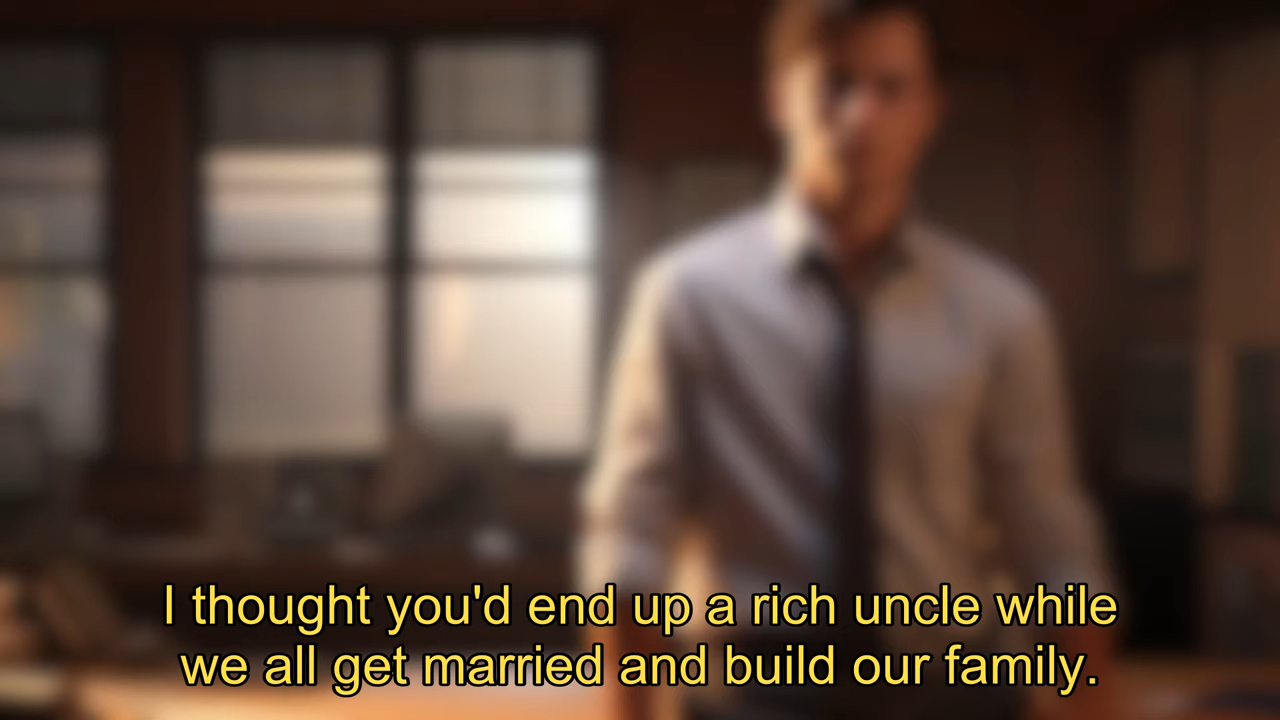 I thought you'd end up a rich uncle while
we all get married and build our family.